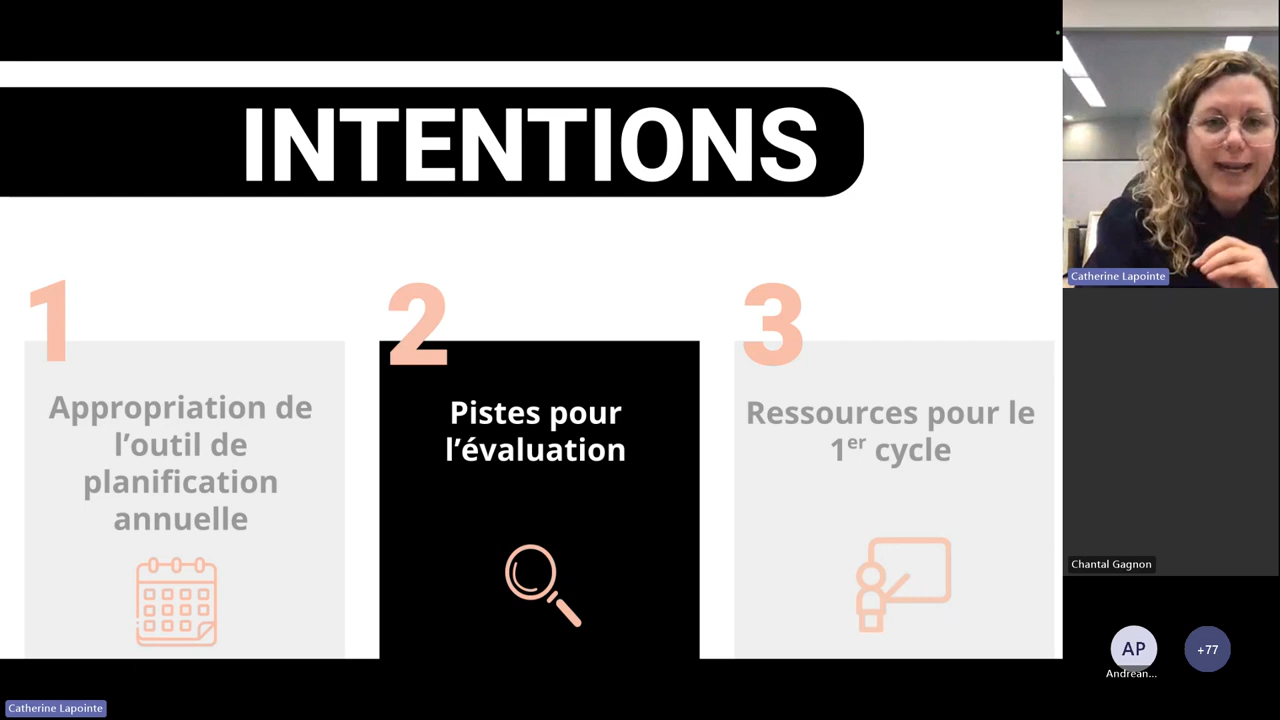 INTENTIONS
1
Appropriation de
l’outil de
planification
annuelle
2
Pistes pour
l’évaluation
3
Ressources pour le
1er cycle
Catherine Lapointe
Chantal Gagnon
AP
Andréan...
+77
Catherine Lapointe